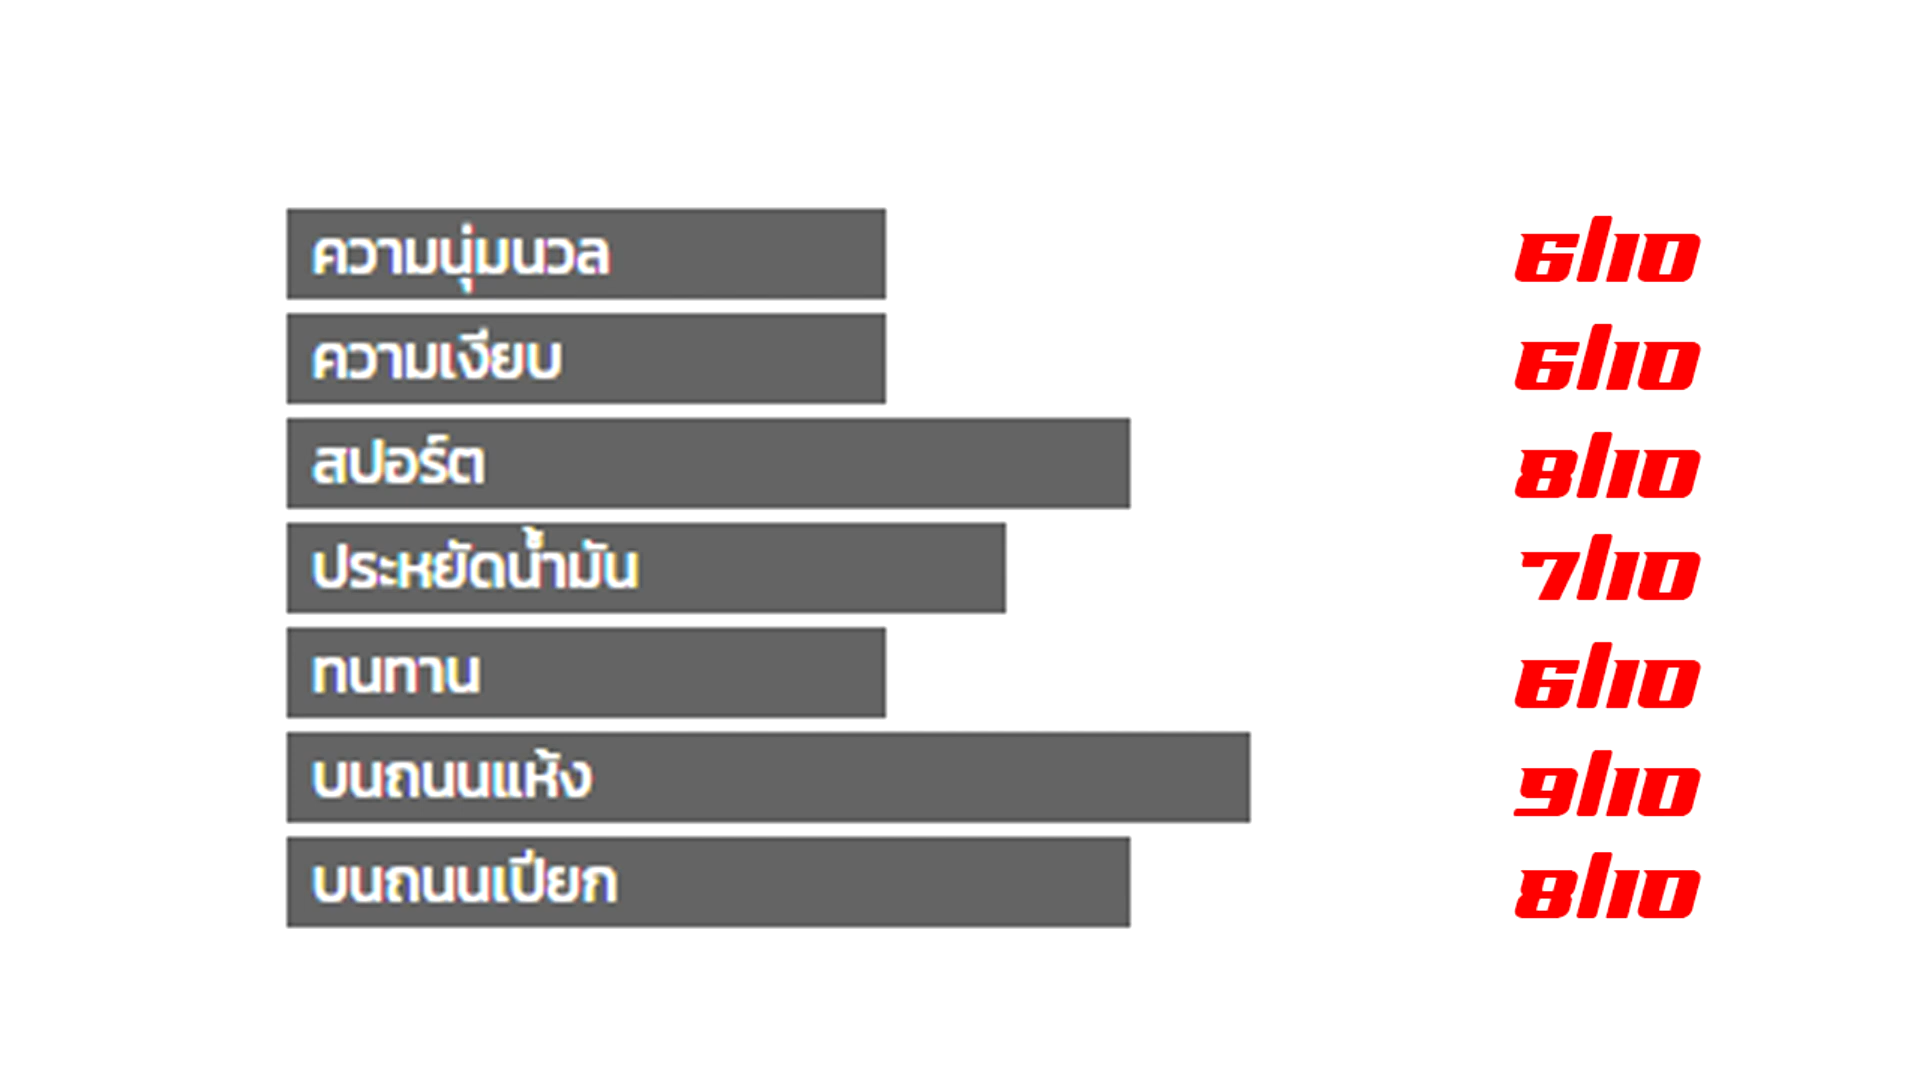 ความนุ่มนวล 6/10
ความเงียบ 6/10
สปอร์ต 8/10
ประหยัดน้ำมัน 7/10
ทนทาน 6/10
บนถนนแห้ง 9/10
บนถนนเปียก 8/10